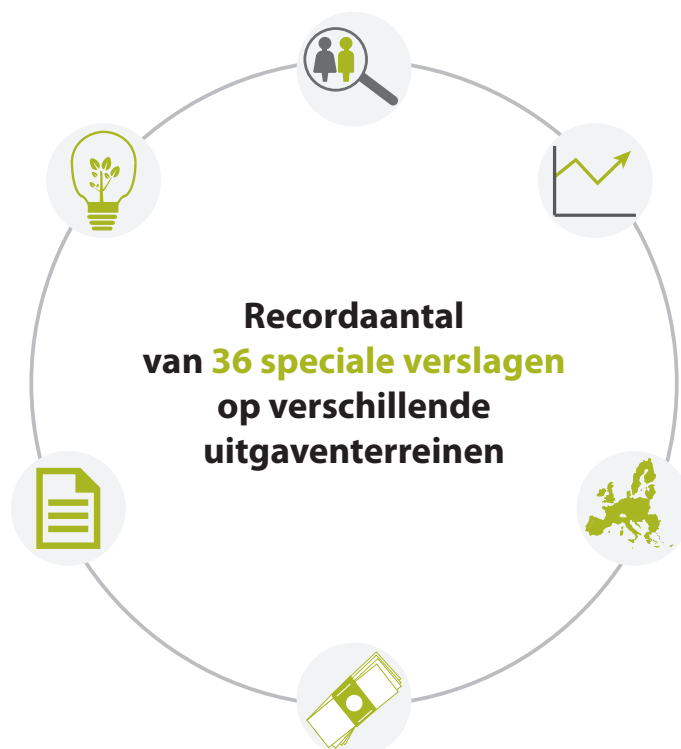 Recordaantal
van 36 speciale verslagen
op verschillende
uitgaventerreinen